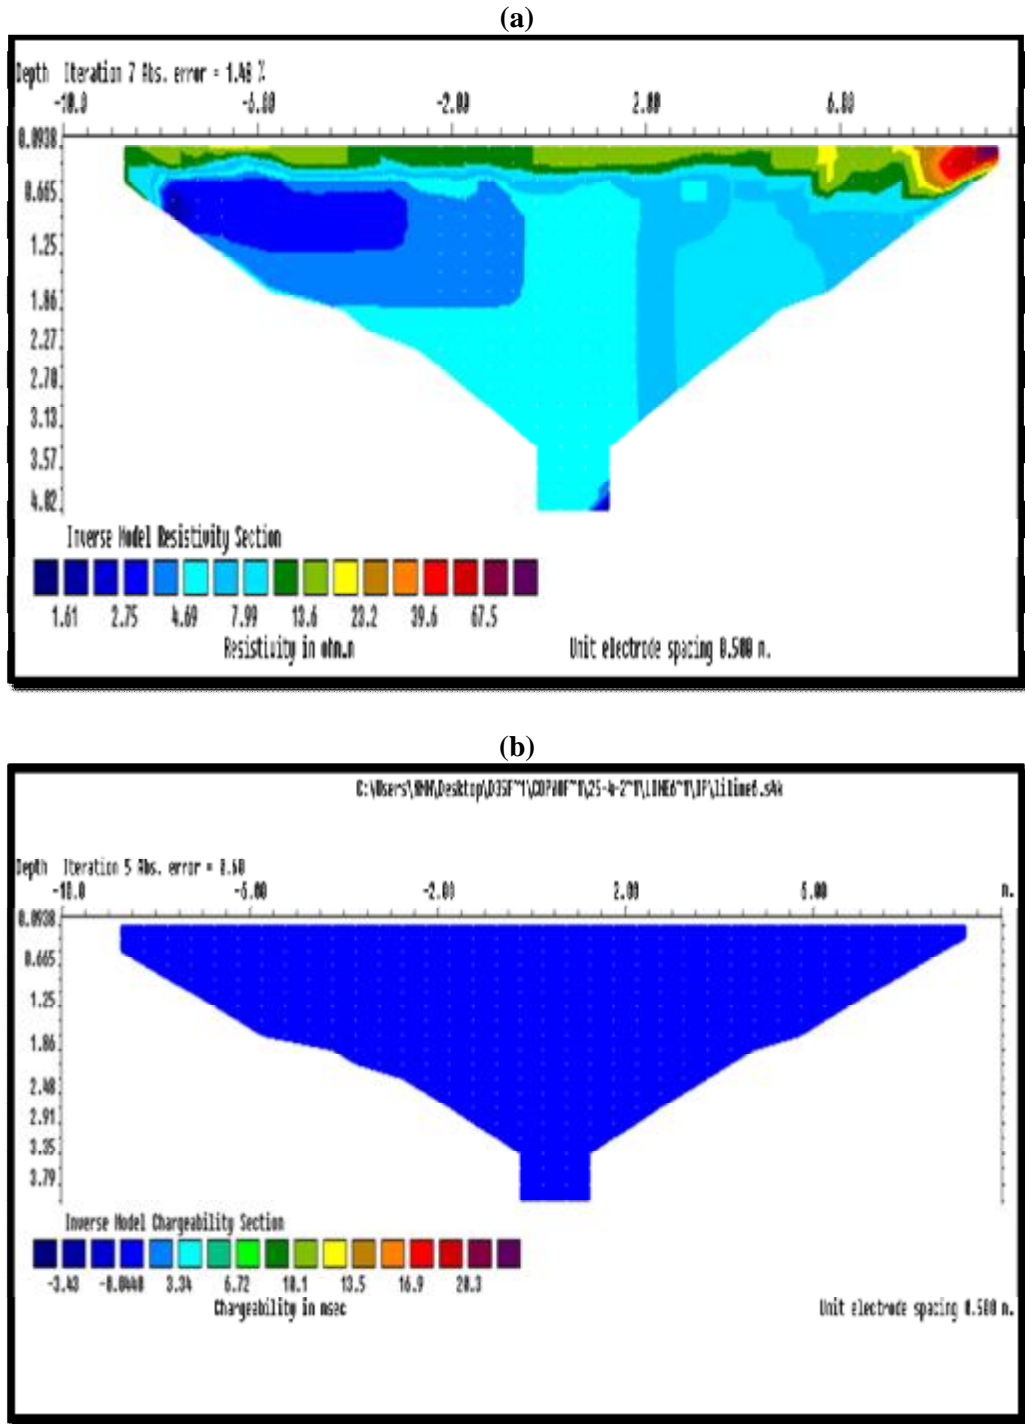 (a)
Depth Iteration 7 Abs. error = 1.48 %
-10.0 -6.00 -2.00 2.00 6.00
0.0938
0.665
1.25
1.86
2.27
2.70
3.13
3.57
4.02
Inverse Model Resistivity Section
1.61 2.75 4.69 7.99 13.6 23.2 39.6 67.5
Resistivity in ohm.m
Unit electrode spacing 0.500 m.
(b)
Depth Iteration 5 Abs. error = 0.60
-10.0 -6.00 -2.00 2.00 6.00 m.
0.0938
0.665
1.25
1.86
2.48
2.91
3.35
3.79
Inverse Model Chargeability Section
-3.43 -0.0440 3.34 6.72 10.1 13.5 16.9 20.3
Chargeability in msec
Unit electrode spacing 0.500 m.